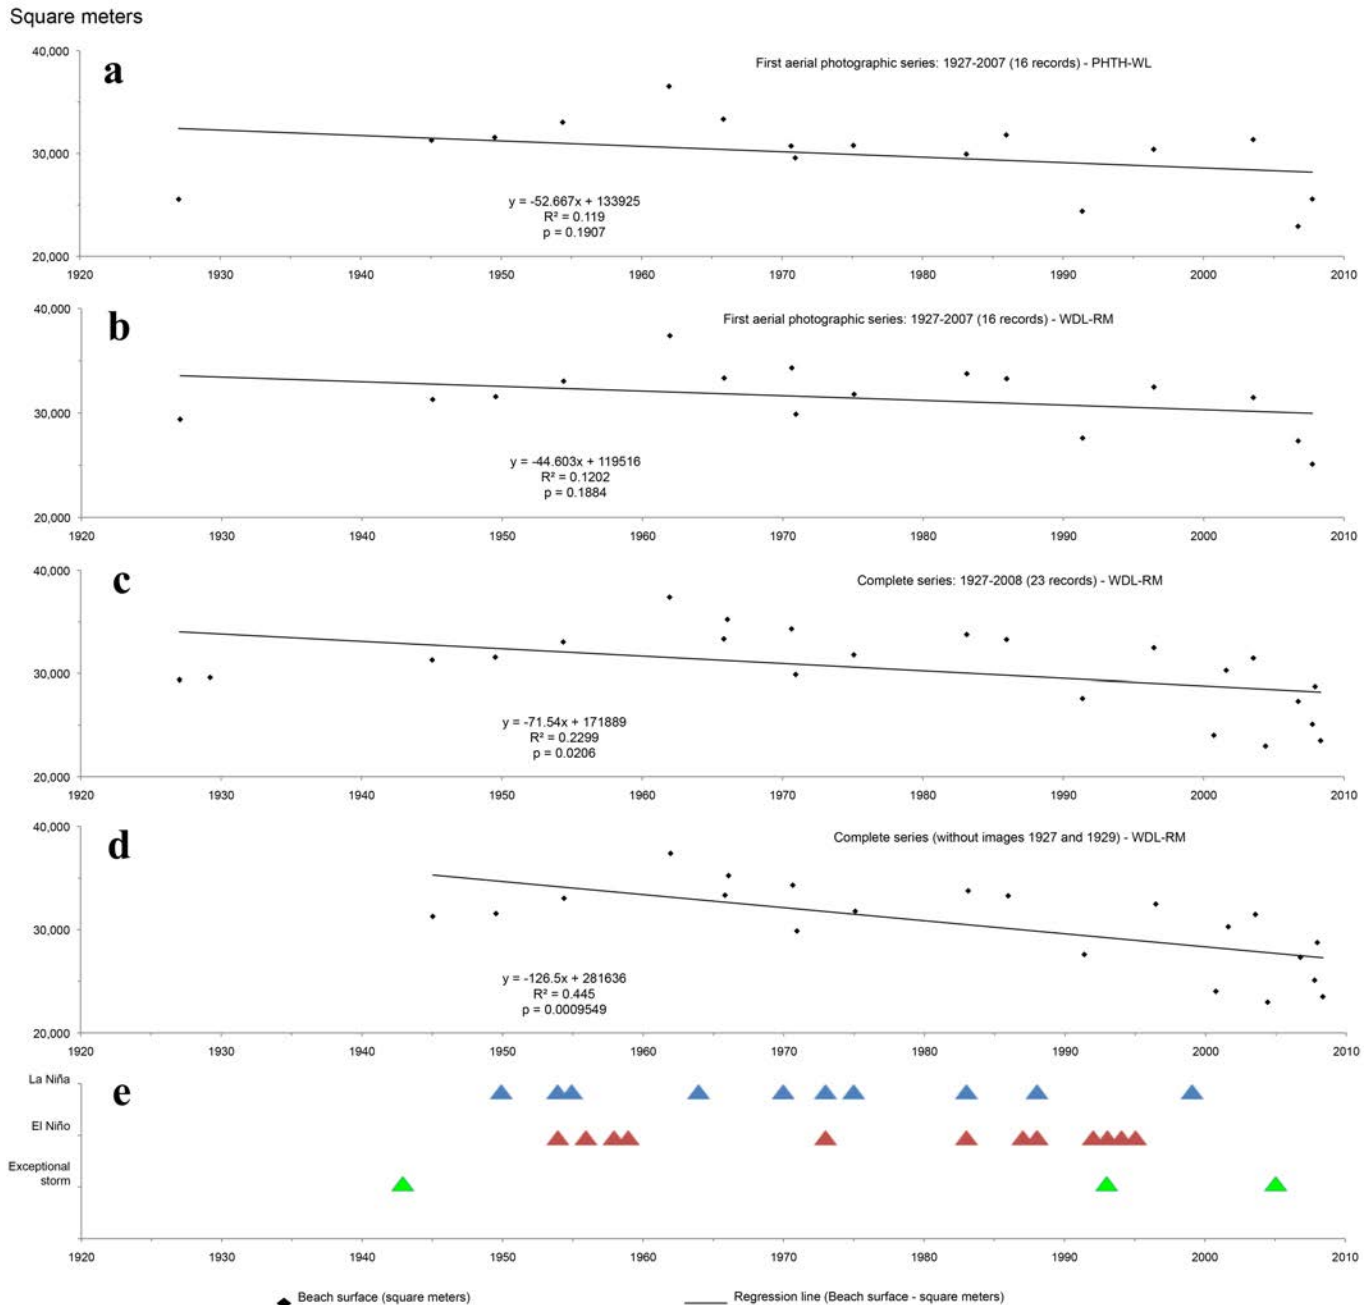 Square meters
40,000
a
First aerial photographic series: 1927-2007 (16 records) - PHTH-WL
30,000
y = -52.667x + 133925
R² = 0.119
p = 0.1907
20,000
1920 1930 1940 1950 1960 1970 1980 1990 2000 2010
40,000
b
First aerial photographic series: 1927-2007 (16 records) - WDL-RM
30,000
y = -44.603x + 119516
R² = 0.1202
p = 0.1884
20,000
1920 1930 1940 1950 1960 1970 1980 1990 2000 2010
40,000
c
Complete series: 1927-2008 (23 records) - WDL-RM
30,000
y = -71.54x + 171889
R² = 0.2299
p = 0.0206
20,000
1920 1930 1940 1950 1960 1970 1980 1990 2000 2010
40,000
d
Complete series (without images 1927 and 1929) - WDL-RM
30,000
y = -126.5x + 281636
R² = 0.445
p = 0.0009549
20,000
1920 1930 1940 1950 1960 1970 1980 1990 2000 2010
La Niña
e
El Niño
Exceptional
storm
1920 1930 1940 1950 1960 1970 1980 1990 2000 2010
Beach surface (square meters)
Regression line (Beach surface - square meters)